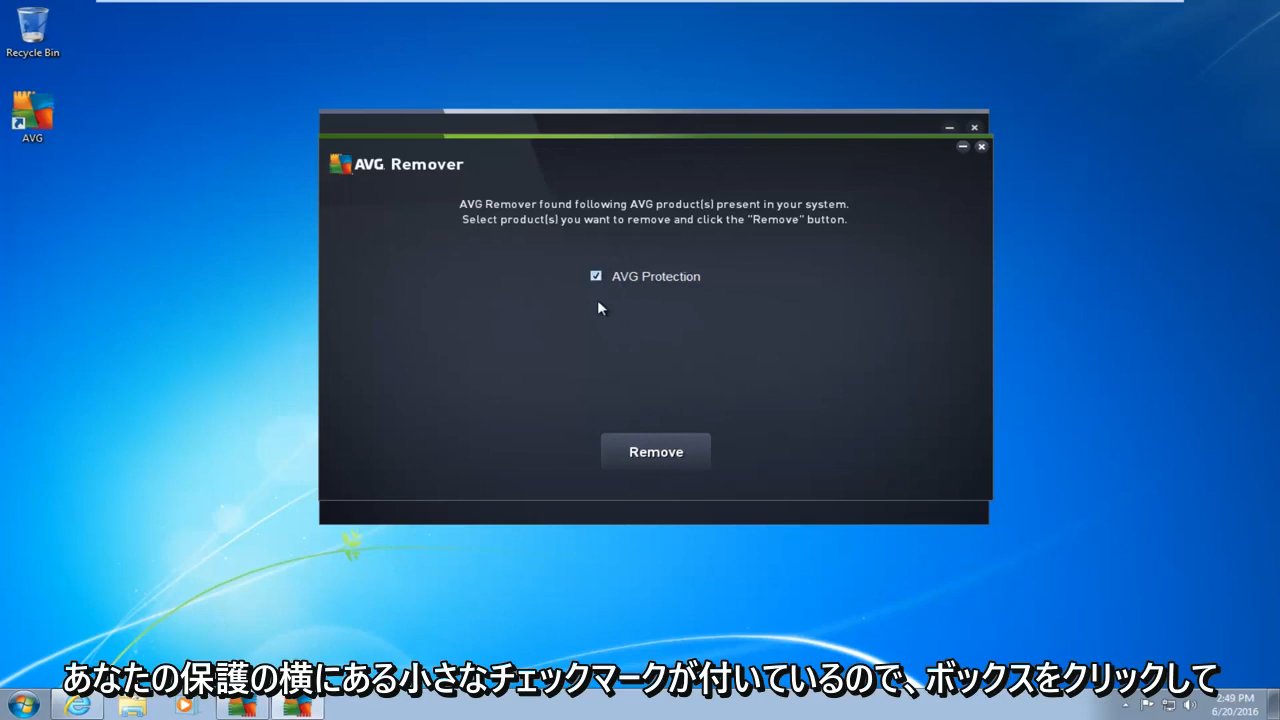 Recycle Bin
AVG
AVG. Remover
AVG Remover found following AVG product(s) present in your system.
Select product(s) you want to remove and click the "Remove" button.
AVG Protection
Remove
あなたの保護の横にある小さなチェックマークが付いているので、ボックスをクリックして
2:49 PM
6/20/2016